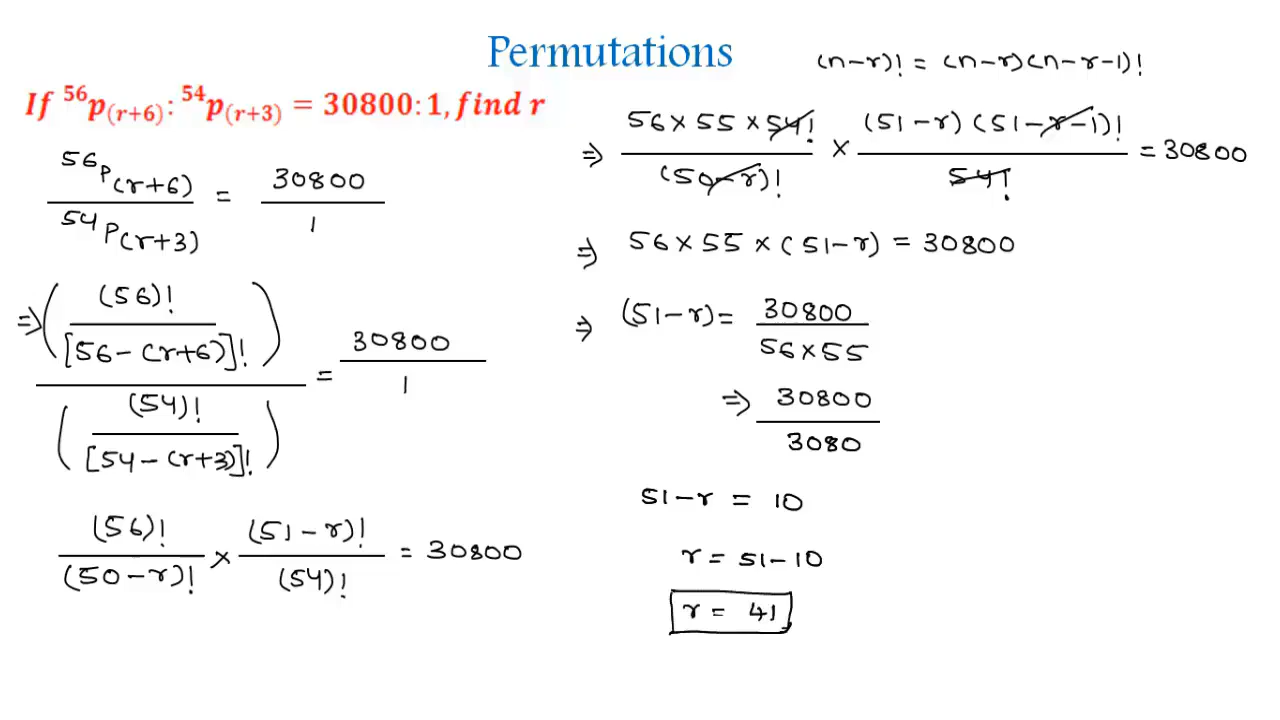 Permutations
If ⁵⁶p₍ᵣ₊₆₎: ⁵⁴p₍ᵣ₊₃₎ = 30800: 1, find r
⁵⁶P(r+6) / ⁵⁴P(r+3) = 30800 / 1
⇒ ( (56)! / [56-(r+6)]! ) / ( (54)! / [54-(r+3)]! ) = 30800 / 1
(56)! / (50-r)! × (51-r)! / (54)! = 30800
(n-r)! = (n-r)(n-r-1)!
⇒ 56×55×54! / (50-r)! × (51-r)(51-r-1)! / 54! = 30800
⇒ 56×55×(51-r) = 30800
⇒ (51-r) = 30800 / 56×55
⇒ 30800 / 3080
51-r = 10
r = 51-10
r = 41